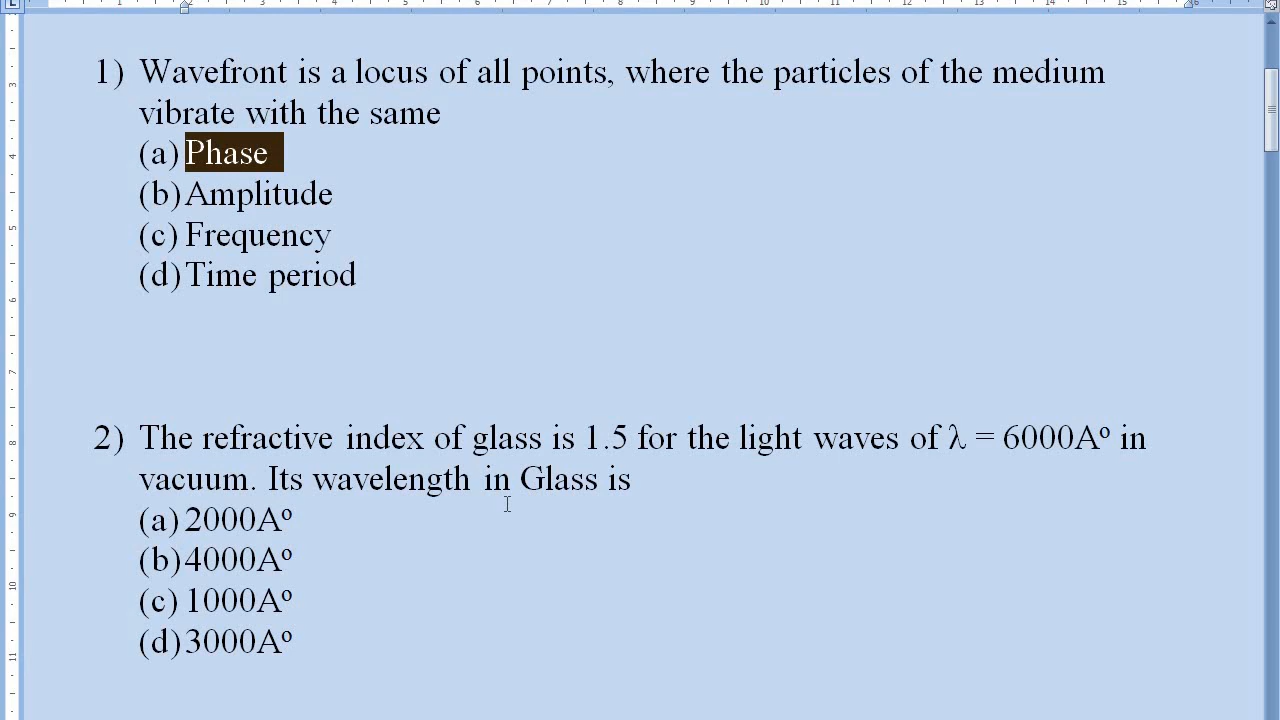 1) Wavefront is a locus of all points, where the particles of the medium
vibrate with the same
(a) Phase
(b) Amplitude
(c) Frequency
(d) Time period
2) The refractive index of glass is 1.5 for the light waves of λ = 6000Aº in
vacuum. Its wavelength in Glass is
(a) 2000Aº
(b) 4000Aº
(c) 1000Aº
(d) 3000Aº